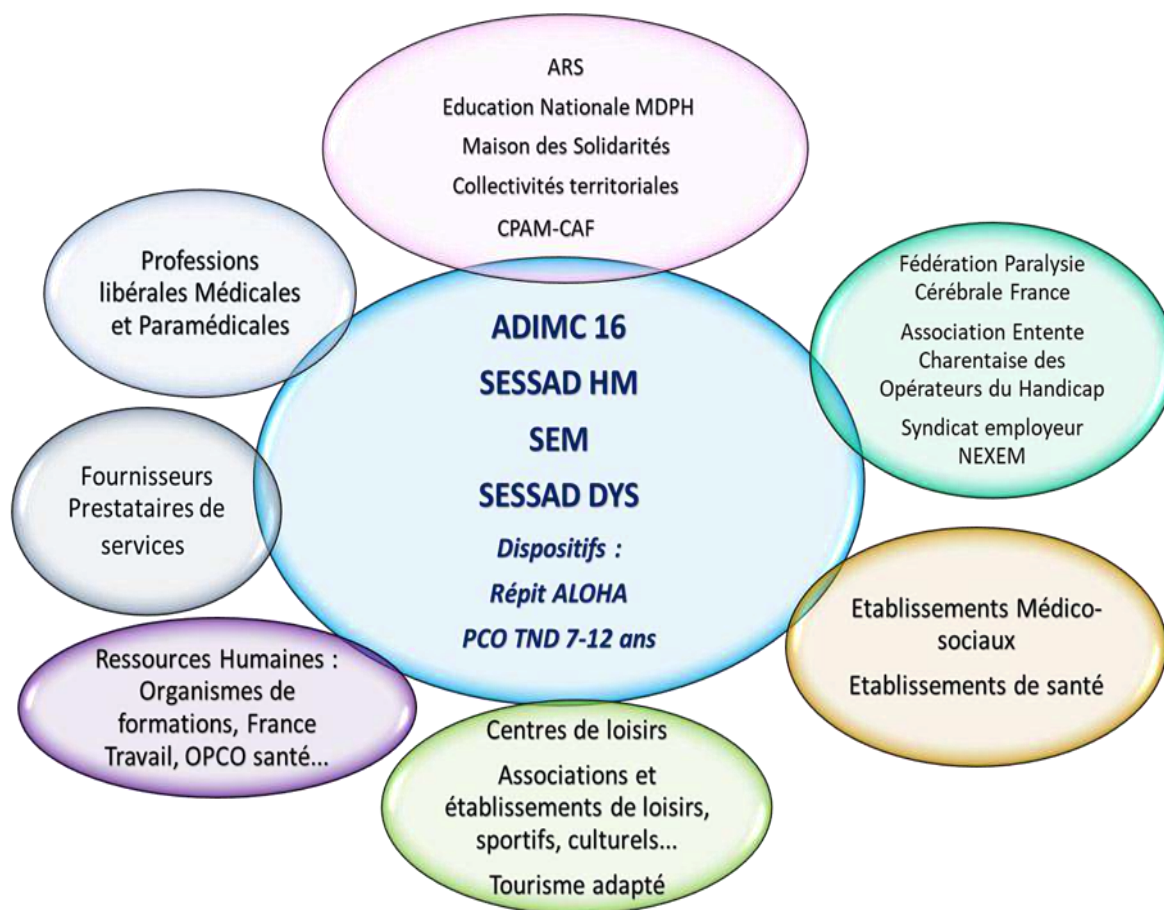 ARS
Education Nationale MDPH
Maison des Solidarités
Collectivités territoriales
CPAM-CAF
Professions
libérales Médicales
et Paramédicales
Fédération Paralysie
Cérébrale France
Association Entente
Charentaise des
Opérateurs du Handicap
Syndicat employeur
NEXEM
ADIMC 16
SESSAD HM
SEM
SESSAD DYS
Dispositifs :
Répit ALOHA
PCO TND 7-12 ans
Fournisseurs
Prestataires de
services
Etablissements Médico-
sociaux
Etablissements de santé
Ressources Humaines :
Organismes de
formations, France
Travail, OPCO santé...
Centres de loisirs
Associations et
établissements de loisirs,
sportifs, culturels...
Tourisme adapté